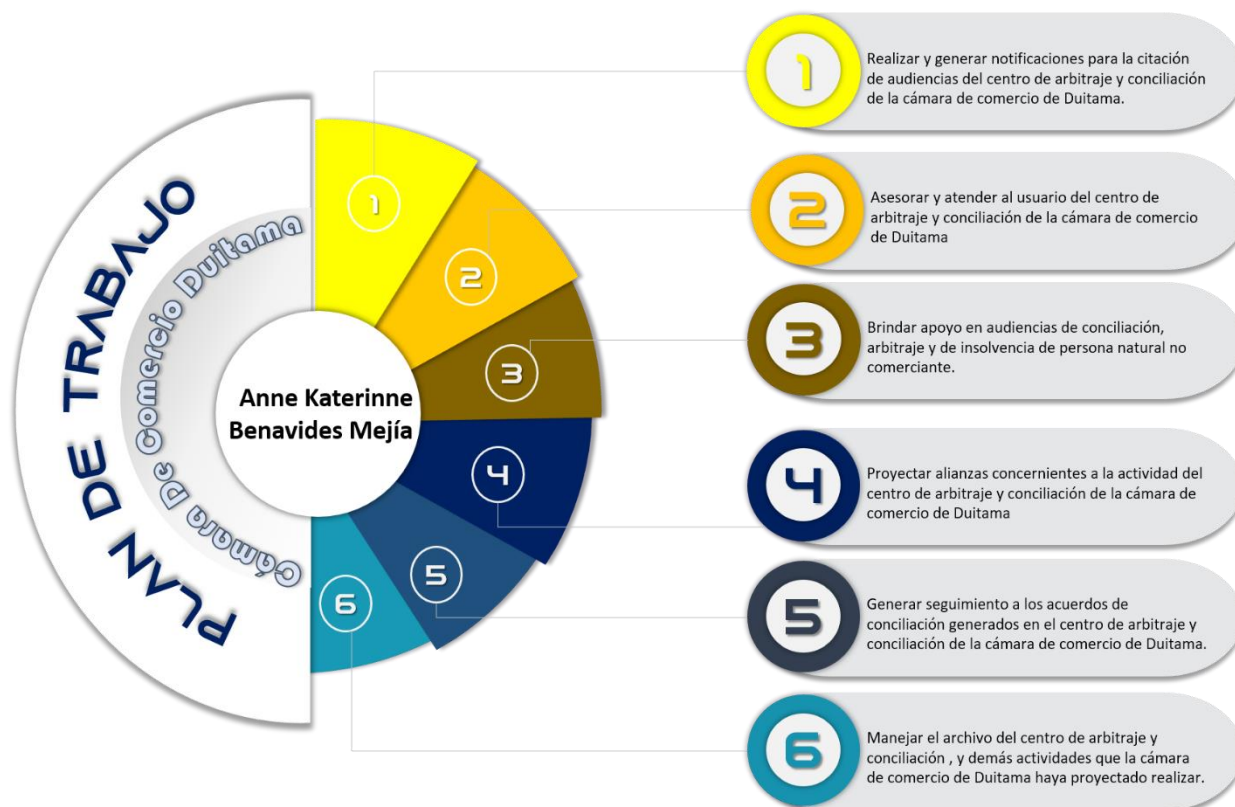 PLAN DE TRABAJO
Cámara De Comercio Duitama
Anne Katerinne
Benavides Mejía
1
2
3
4
5
6
1
Realizar y generar notificaciones para la citación
de audiencias del centro de arbitraje y conciliación
de la cámara de comercio de Duitama.
2
Asesorar y atender al usuario del centro de
arbitraje y conciliación de la cámara de comercio
de Duitama
3
Brindar apoyo en audiencias de conciliación,
arbitraje y de insolvencia de persona natural no
comerciante.
4
Proyectar alianzas concernientes a la actividad del
centro de arbitraje y conciliación de la cámara de
comercio de Duitama
5
Generar seguimiento a los acuerdos de
conciliación generados en el centro de arbitraje y
conciliación de la cámara de comercio de Duitama.
6
Manejar el archivo del centro de arbitraje y
conciliación , y demás actividades que la cámara
de comercio de Duitama haya proyectado realizar.